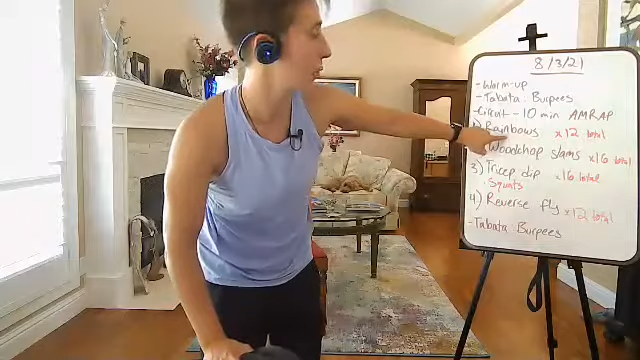 8/3/21
- Warm-up
- Tabata: Burpees
- Circuit - 10 min AMRAP
Rainbows x12 total
Woodchop Slams x16 total
3) Tricep dip x16 total
Squats
4) Reverse fly x12 total
- Tabata: Burpees